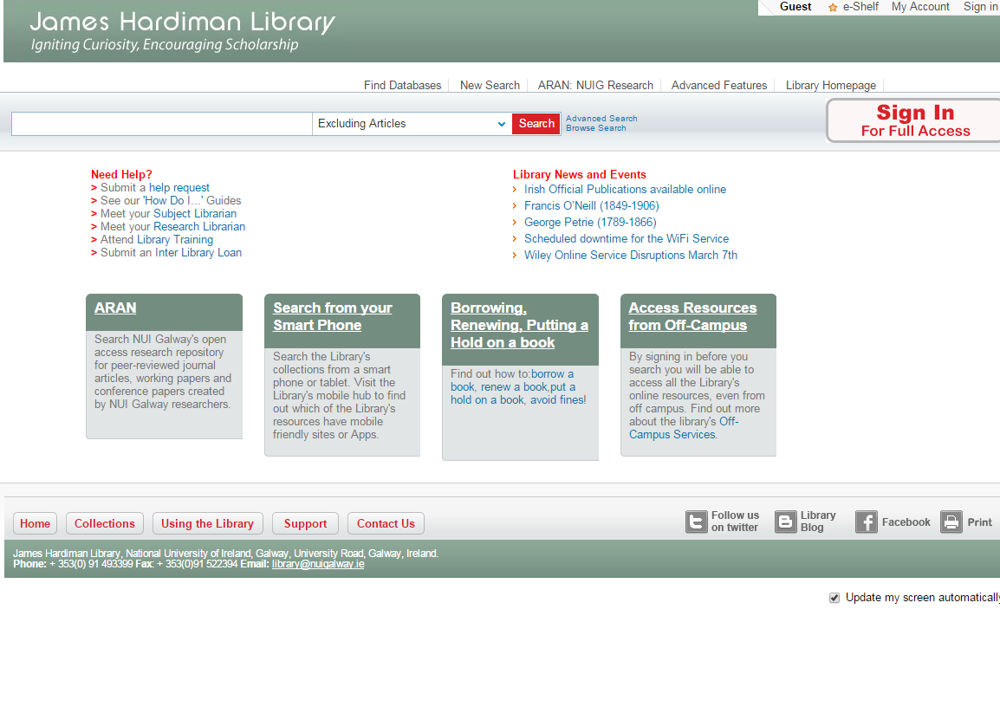 James Hardiman Library
Igniting Curiosity, Encouraging Scholarship
Guest e-Shelf My Account Sign in
Find Databases New Search ARAN: NUIG Research Advanced Features Library Homepage
Excluding Articles Search
Advanced Search
Browse Search
Sign In
For Full Access
Need Help?
> Submit a help request
> See our 'How Do I...' Guides
> Meet your Subject Librarian
> Meet your Research Librarian
> Attend Library Training
> Submit an Inter Library Loan
Library News and Events
Irish Official Publications available online
Francis O'Neill (1849-1906)
George Petrie (1789-1866)
Scheduled downtime for the WiFi Service
Wiley Online Service Disruptions March 7th
ARAN
Search NUI Galway's open
access research repository
for peer-reviewed journal
articles, working papers and
conference papers created
by NUI Galway researchers.
Search from your
Smart Phone
Search the Library's
collections from a smart
phone or tablet. Visit the
Library's mobile hub to find
out which of the Library's
resources have mobile
friendly sites or Apps.
Borrowing,
Renewing, Putting a
Hold on a book
Find out how to:borrow a
book, renew a book,put a
hold on a book, avoid fines!
Access Resources
from Off-Campus
By signing in before you
search you will be able to
access all the Library's
online resources, even from
off campus. Find out more
about the library's Off-
Campus Services.
Home Collections Using the Library Support Contact Us
Follow us
on twitter
Library
Blog
Facebook
Print
James Hardiman Library, National University of Ireland, Galway, University Road, Galway, Ireland.
Phone: + 353(0) 91 493399 Fax: + 353(0)91 522394 Email: library@nuigalway.ie
Update my screen automatically